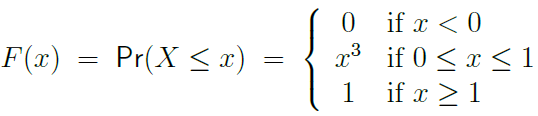 0 if x < 0
F(x) = Pr(X ≤ x) = { x³ if 0 ≤ x ≤ 1
1 if x ≥ 1